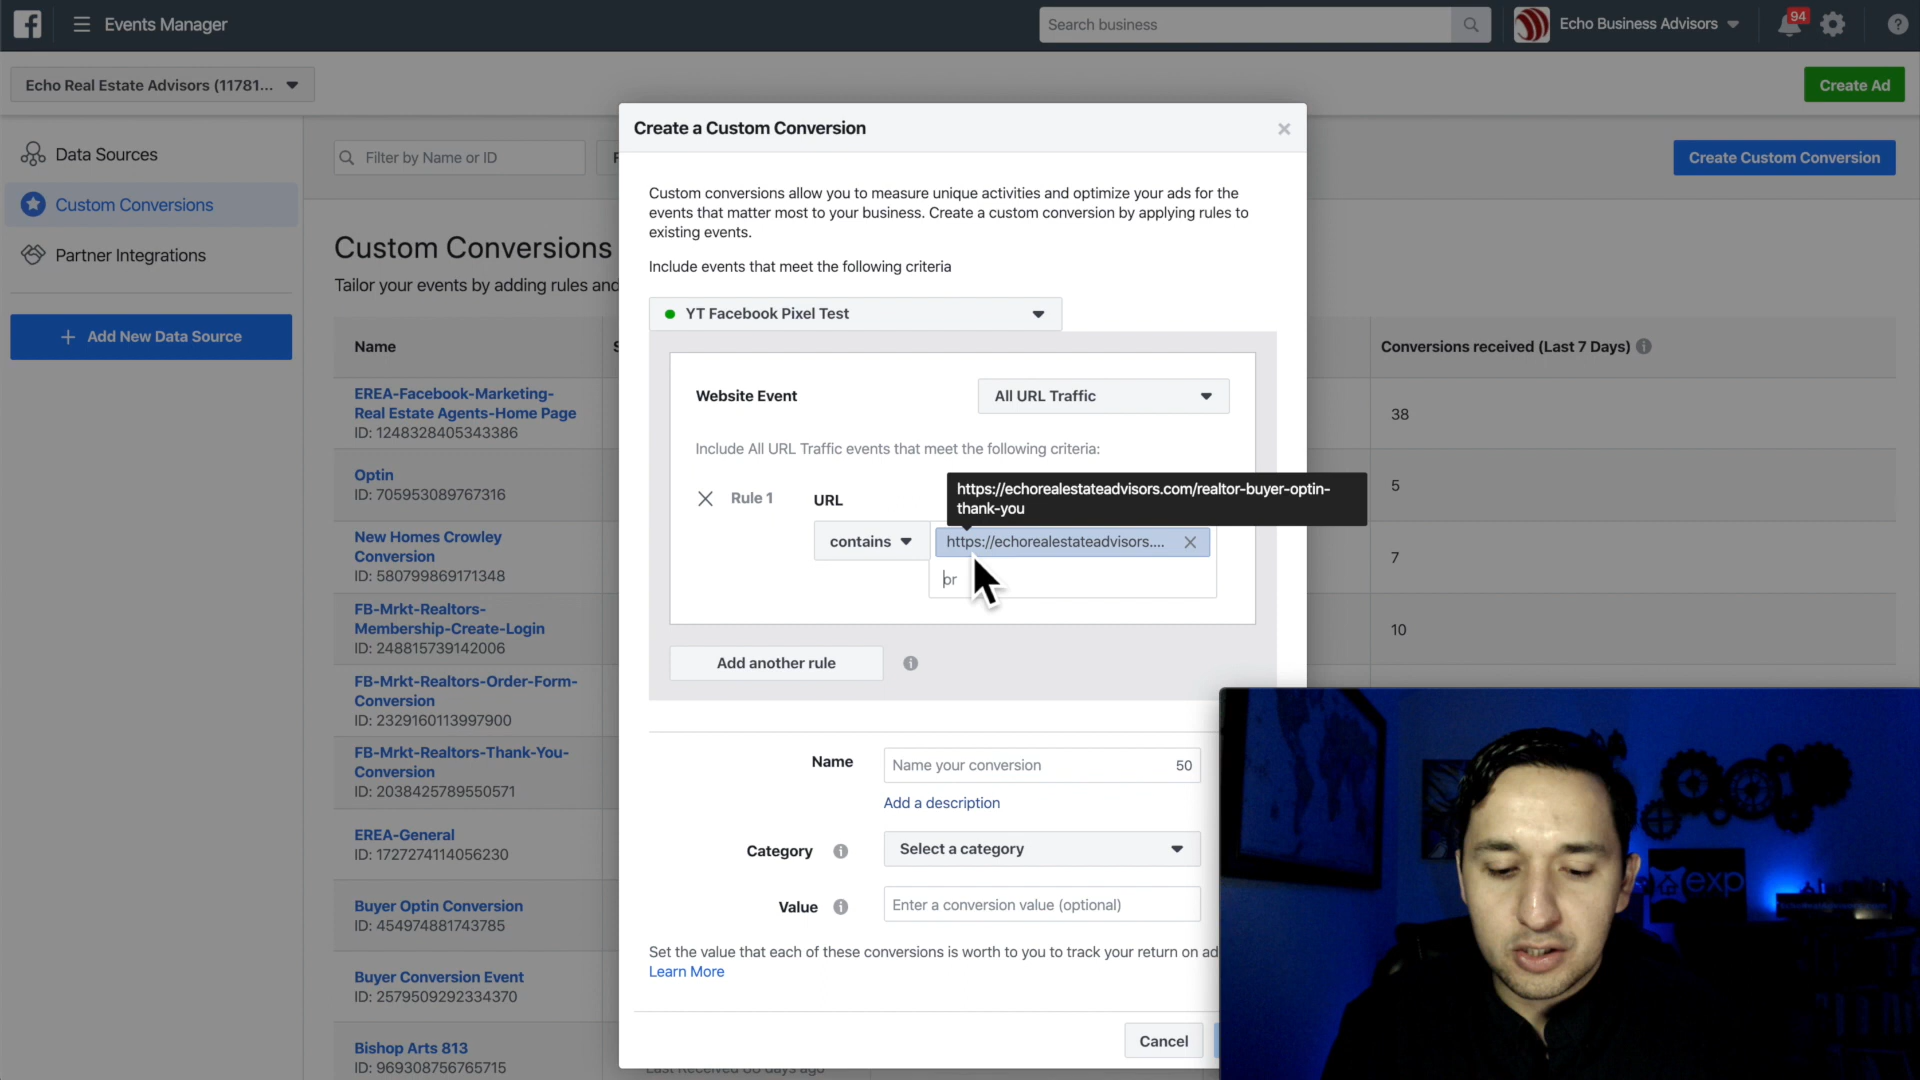 Events Manager
Search business
Echo Business Advisors
94
Echo Real Estate Advisors (11781...
Create Ad
Data Sources
Custom Conversions
Partner Integrations
Add New Data Source
Filter by Name or ID
Create Custom Conversion
Custom Conversions
Tailor your events by adding rules and
Name
Conversions received (Last 7 Days)
EREA-Facebook-Marketing-
Real Estate Agents-Home Page
ID: 1248328405343386
38
Optin
ID: 705953089767316
5
New Homes Crowley
Conversion
ID: 580799869171348
7
FB-Mrkt-Realtors-
Membership-Create-Login
ID: 248815739142006
10
FB-Mrkt-Realtors-Order-Form-
Conversion
ID: 2329160113997900
FB-Mrkt-Realtors-Thank-You-
Conversion
ID: 2038425789550571
EREA-General
ID: 1727274114056230
Buyer Optin Conversion
ID: 454974881743785
Buyer Conversion Event
ID: 2579509292334370
Bishop Arts 813
ID: 969308756765715
Create a Custom Conversion
Custom conversions allow you to measure unique activities and optimize your ads for the
events that matter most to your business. Create a custom conversion by applying rules to
existing events.
Include events that meet the following criteria
YT Facebook Pixel Test
Website Event
All URL Traffic
Include All URL Traffic events that meet the following criteria:
Rule 1
URL
https://echorealestateadvisors.com/realtor-buyer-optin-
thank-you
contains
https://echorealestateadvisors....
or
Add another rule
Name
Name your conversion
50
Add a description
Category
Select a category
Value
Enter a conversion value (optional)
Set the value that each of these conversions is worth to you to track your return on ad
Learn More
Cancel
exp